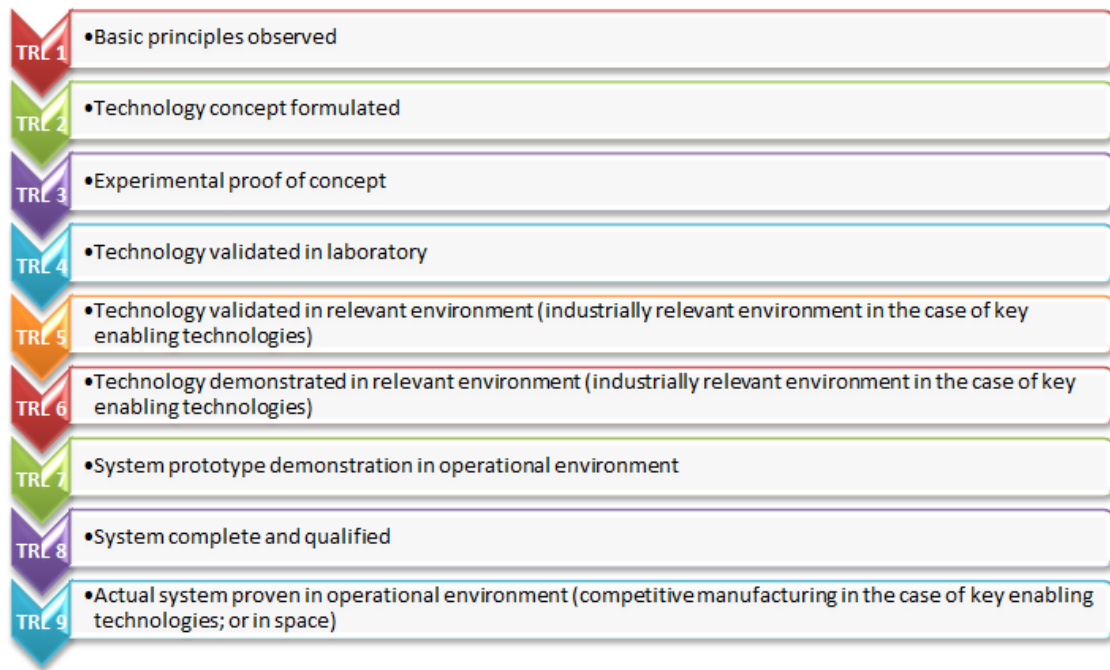 TRL 1
•Basic principles observed
TRL 2
•Technology concept formulated
TRL 3
•Experimental proof of concept
TRL 4
•Technology validated in laboratory
TRL 5
•Technology validated in relevant environment (industrially relevant environment in the case of key
enabling technologies)
TRL 6
•Technology demonstrated in relevant environment (industrially relevant environment in the case of key
enabling technologies)
TRL 7
•System prototype demonstration in operational environment
TRL 8
•System complete and qualified
TRL 9
•Actual system proven in operational environment (competitive manufacturing in the case of key enabling
technologies; or in space)